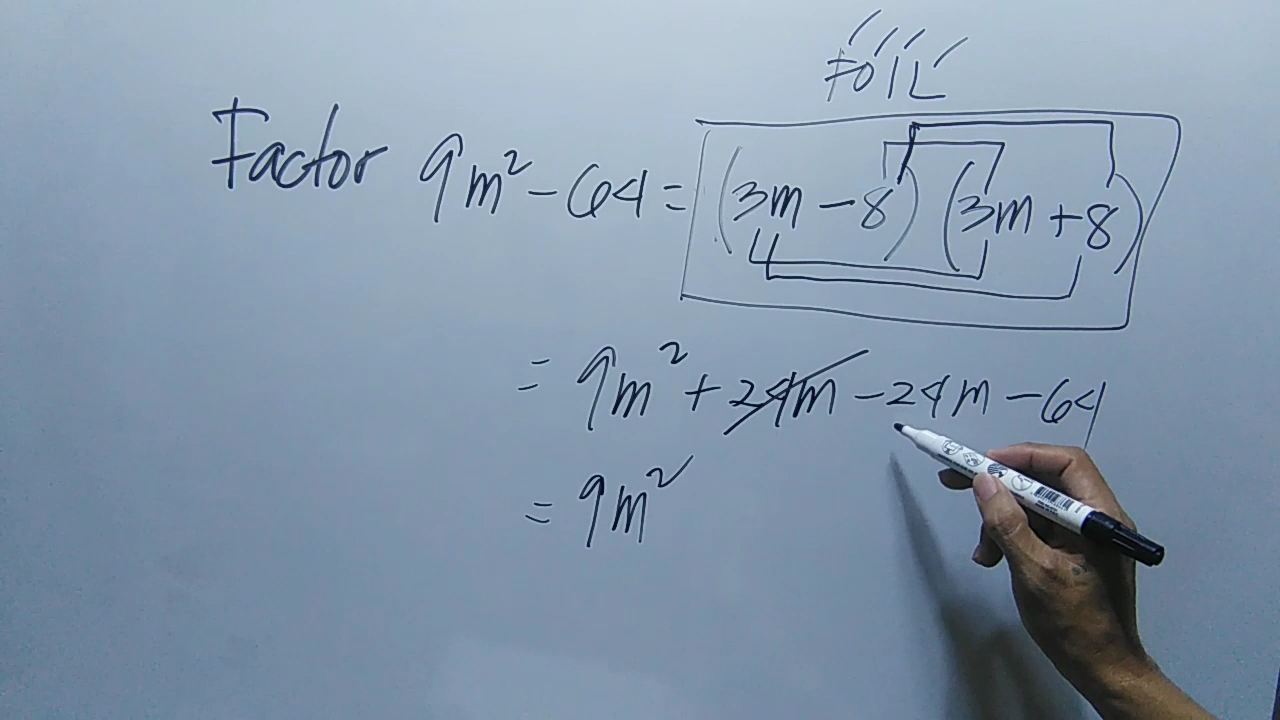 FOIL
Factor 9m² - 64 = (3m - 8)(3m + 8)
= 9m² + 24m - 24m - 64
= 9m²